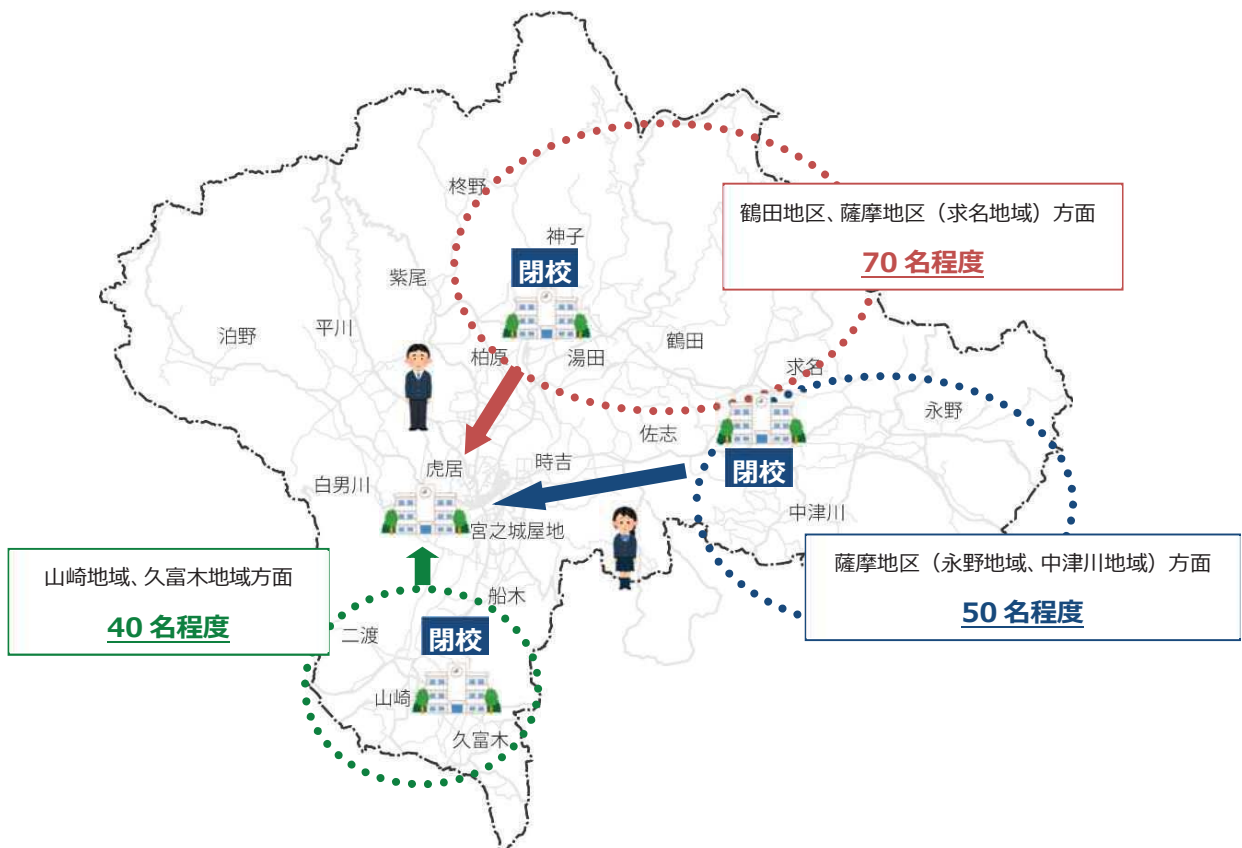 柊野
鶴田地区、薩摩地区（求名地域）方面
70 名程度
神子
閉校
紫尾
泊野
平川
柏原
湯田
鶴田
求名
永野
佐志
虎居
時吉
閉校
白男川
中津川
宮之城屋地
山崎地域、久富木地域方面
40 名程度
薩摩地区（永野地域、中津川地域）方面
50 名程度
船木
二渡
閉校
山崎
久富木